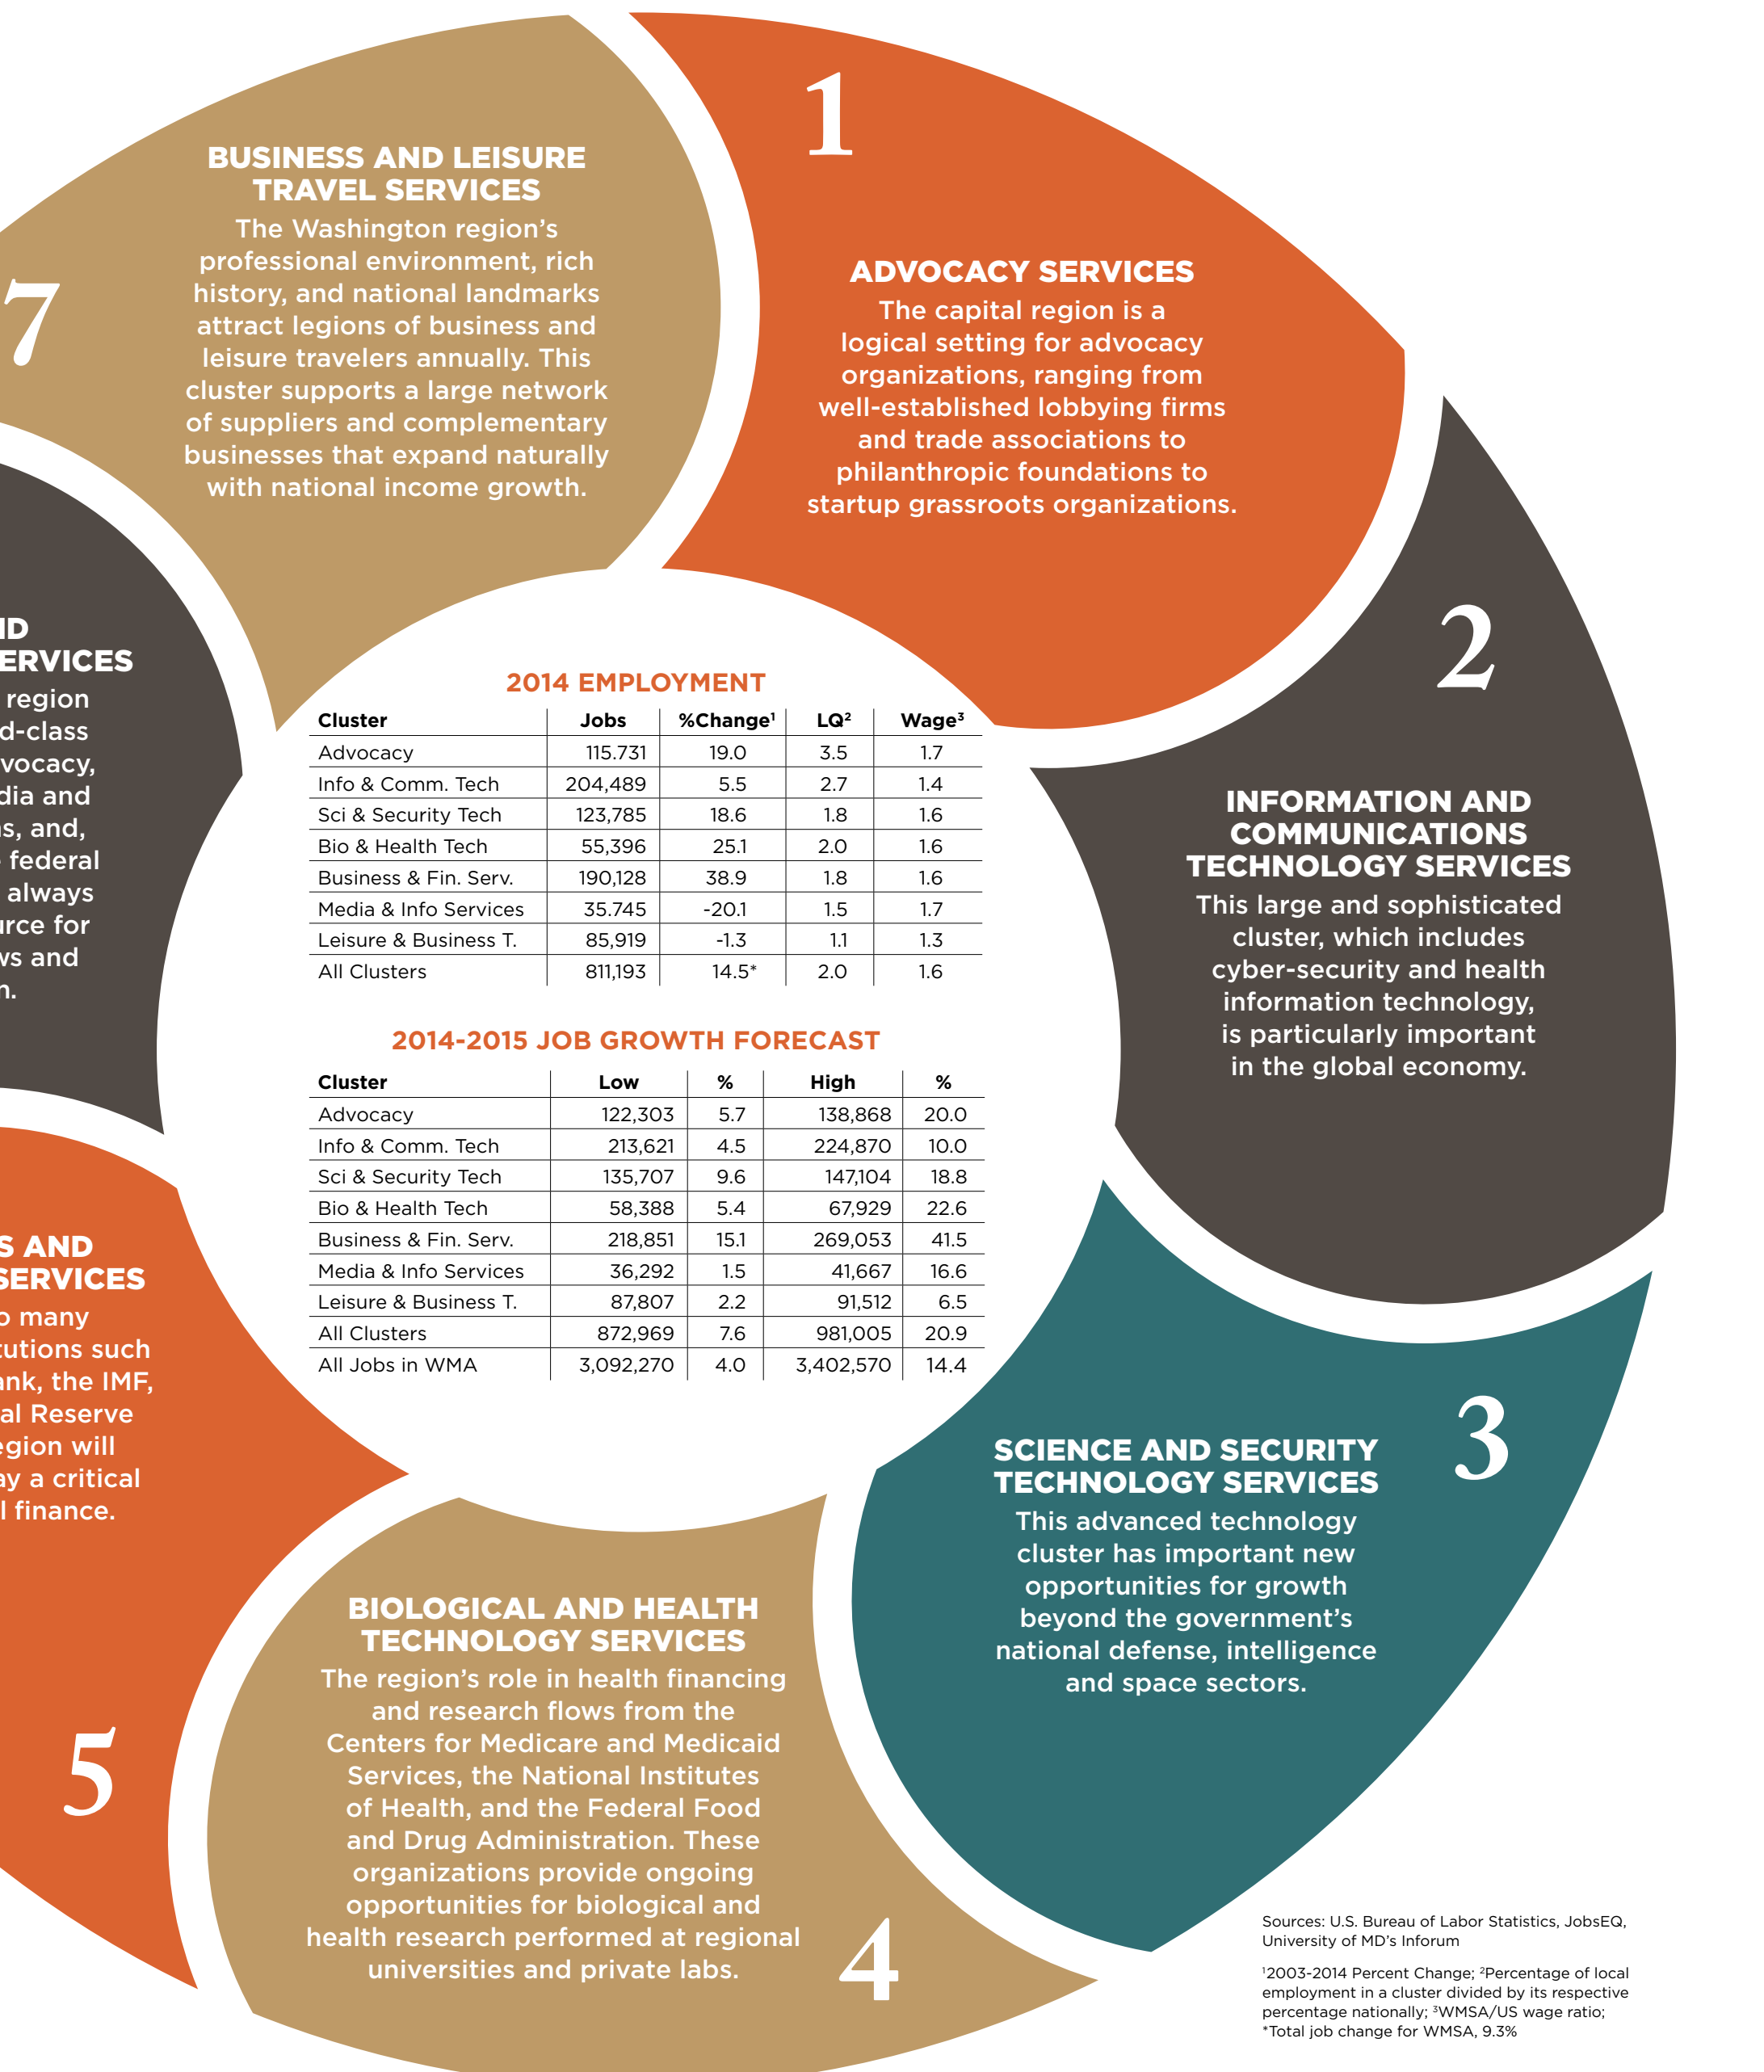 1
ADVOCACY SERVICES
The capital region is a
logical setting for advocacy
organizations, ranging from
well-established lobbying firms
and trade associations to
philanthropic foundations to
startup grassroots organizations.
2
INFORMATION AND
COMMUNICATIONS
TECHNOLOGY SERVICES
This large and sophisticated
cluster, which includes
cyber-security and health
information technology,
is particularly important
in the global economy.
3
SCIENCE AND SECURITY
TECHNOLOGY SERVICES
This advanced technology
cluster has important new
opportunities for growth
beyond the government's
national defense, intelligence
and space sectors.
4
BIOLOGICAL AND HEALTH
TECHNOLOGY SERVICES
The region's role in health financing
and research flows from the
Centers for Medicare and Medicaid
Services, the National Institutes
of Health, and the Federal Food
and Drug Administration. These
organizations provide ongoing
opportunities for biological and
health research performed at regional
universities and private labs.
5
AND
SERVICES
many
such
the IMF,
Reserve
will
a critical
finance.
SERVICES
region
and
and,
federal
always
for
and
7
BUSINESS AND LEISURE
TRAVEL SERVICES
The Washington region's
professional environment, rich
history, and national landmarks
attract legions of business and
leisure travelers annually. This
cluster supports a large network
of suppliers and complementary
businesses that expand naturally
with national income growth.
2014 EMPLOYMENT
Cluster Jobs %Change¹ LQ² Wage³
Advocacy 115.731 19.0 3.5 1.7
Info & Comm. Tech 204,489 5.5 2.7 1.4
Sci & Security Tech 123,785 18.6 1.8 1.6
Bio & Health Tech 55,396 25.1 2.0 1.6
Business & Fin. Serv. 190,128 38.9 1.8 1.6
Media & Info Services 35.745 -20.1 1.5 1.7
Leisure & Business T. 85,919 -1.3 1.1 1.3
All Clusters 811,193 14.5* 2.0 1.6
2014-2015 JOB GROWTH FORECAST
Cluster Low % High %
Advocacy 122,303 5.7 138,868 20.0
Info & Comm. Tech 213,621 4.5 224,870 10.0
Sci & Security Tech 135,707 9.6 147,104 18.8
Bio & Health Tech 58,388 5.4 67,929 22.6
Business & Fin. Serv. 218,851 15.1 269,053 41.5
Media & Info Services 36,292 1.5 41,667 16.6
Leisure & Business T. 87,807 2.2 91,512 6.5
All Clusters 872,969 7.6 981,005 20.9
All Jobs in WMA 3,092,270 4.0 3,402,570 14.4
Sources: U.S. Bureau of Labor Statistics, JobsEQ,
University of MD's Inforum
¹2003-2014 Percent Change; ²Percentage of local
employment in a cluster divided by its respective
percentage nationally; ³WMSA/US wage ratio;
*Total job change for WMSA, 9.3%